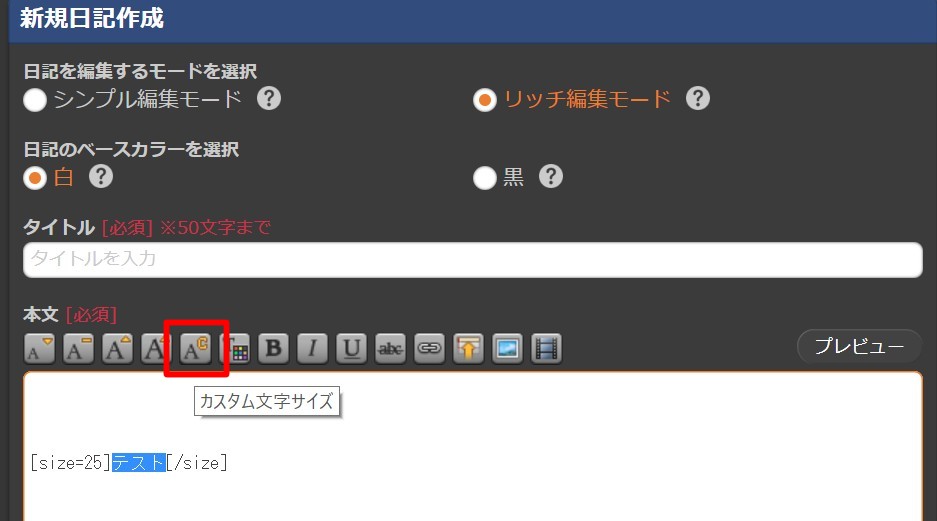 新規日記作成
日記を編集するモードを選択
シンプル編集モード ? リッチ編集モード ?
日記のベースカラーを選択
白 ? 黒 ?
タイトル [必須] ※50文字まで
タイトルを入力
本文 [必須]
A A A A A C T B I U abc プレビュー
カスタム文字サイズ
[size=25]テスト[/size]